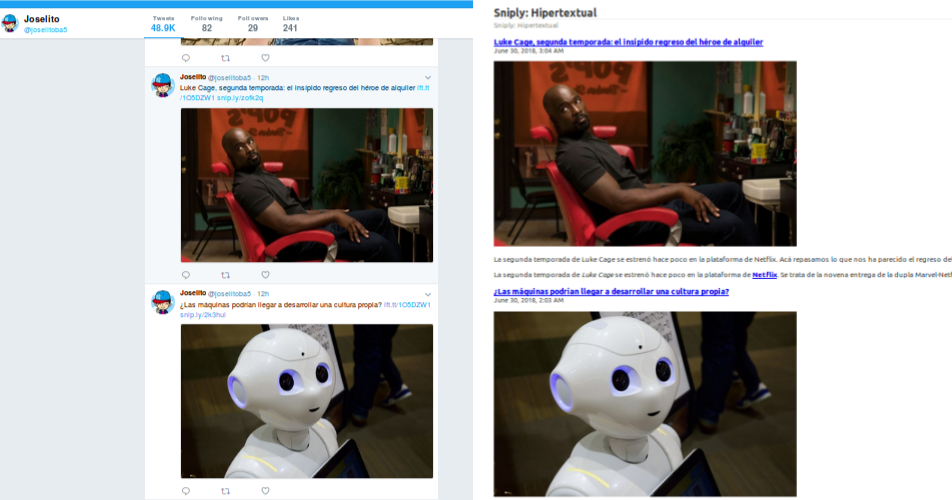 Joselito
@joselitoba5
Tweets Following Followers Likes
48.9K 82 29 241
Joselito @joselitoba5 · 12h
Luke Cage, segunda temporada: el insípido regreso del héroe de alquiler ift.tt
/1O5DZW1 snip.ly/zofk2q
POP'S
Joselito @joselitoba5 · 12h
¿Las máquinas podrían llegar a desarrollar una cultura propia? ift.tt/1O5DZW1
snip.ly/2k3hui
Sniply: Hipertextual
Sniply: Hipertextual
Luke Cage, segunda temporada: el insípido regreso del héroe de alquiler
June 30, 2018, 3:04 AM
POP'S
La segunda temporada de Luke Cage se estrenó hace poco en la plataforma de Netflix. Acá repasamos lo que nos ha parecido el regreso del
La segunda temporada de Luke Cage se estrenó hace poco en la plataforma de Netflix. Se trata de la novena entrega de la dupla Marvel-Netf
¿Las máquinas podrían llegar a desarrollar una cultura propia?
June 30, 2018, 2:03 AM